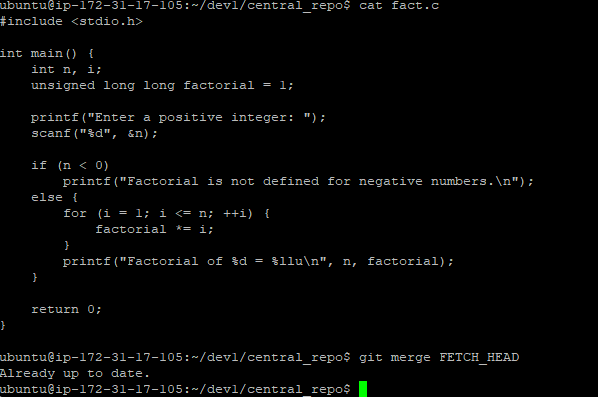 ubuntu@ip-172-31-17-105:~/dev1/central_repo$ cat fact.c
#include <stdio.h>

int main() {
    int n, i;
    unsigned long long factorial = 1;

    printf("Enter a positive integer: ");
    scanf("%d", &n);

    if (n < 0)
        printf("Factorial is not defined for negative numbers.\n");
    else {
        for (i = 1; i <= n; ++i) {
            factorial *= i;
        }
        printf("Factorial of %d = %llu\n", n, factorial);
    }

    return 0;
}

ubuntu@ip-172-31-17-105:~/dev1/central_repo$ git merge FETCH_HEAD
Already up to date.
ubuntu@ip-172-31-17-105:~/dev1/central_repo$